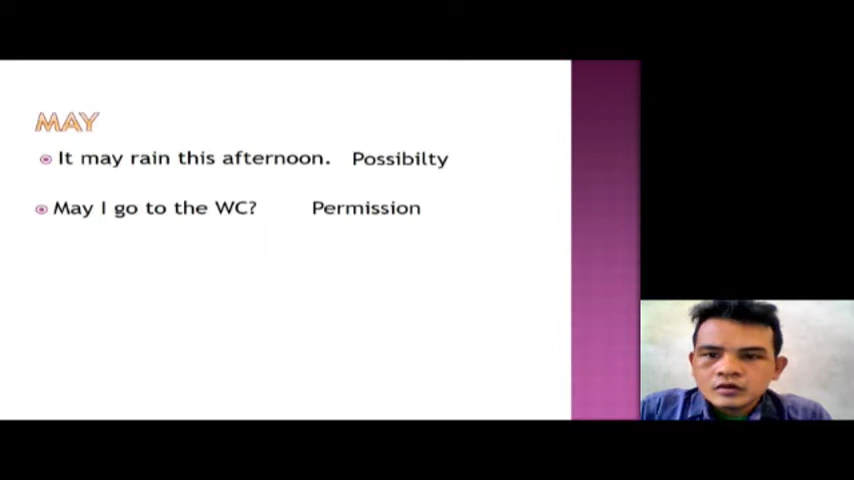 MAY
It may rain this afternoon. Possibilty
May I go to the WC? Permission